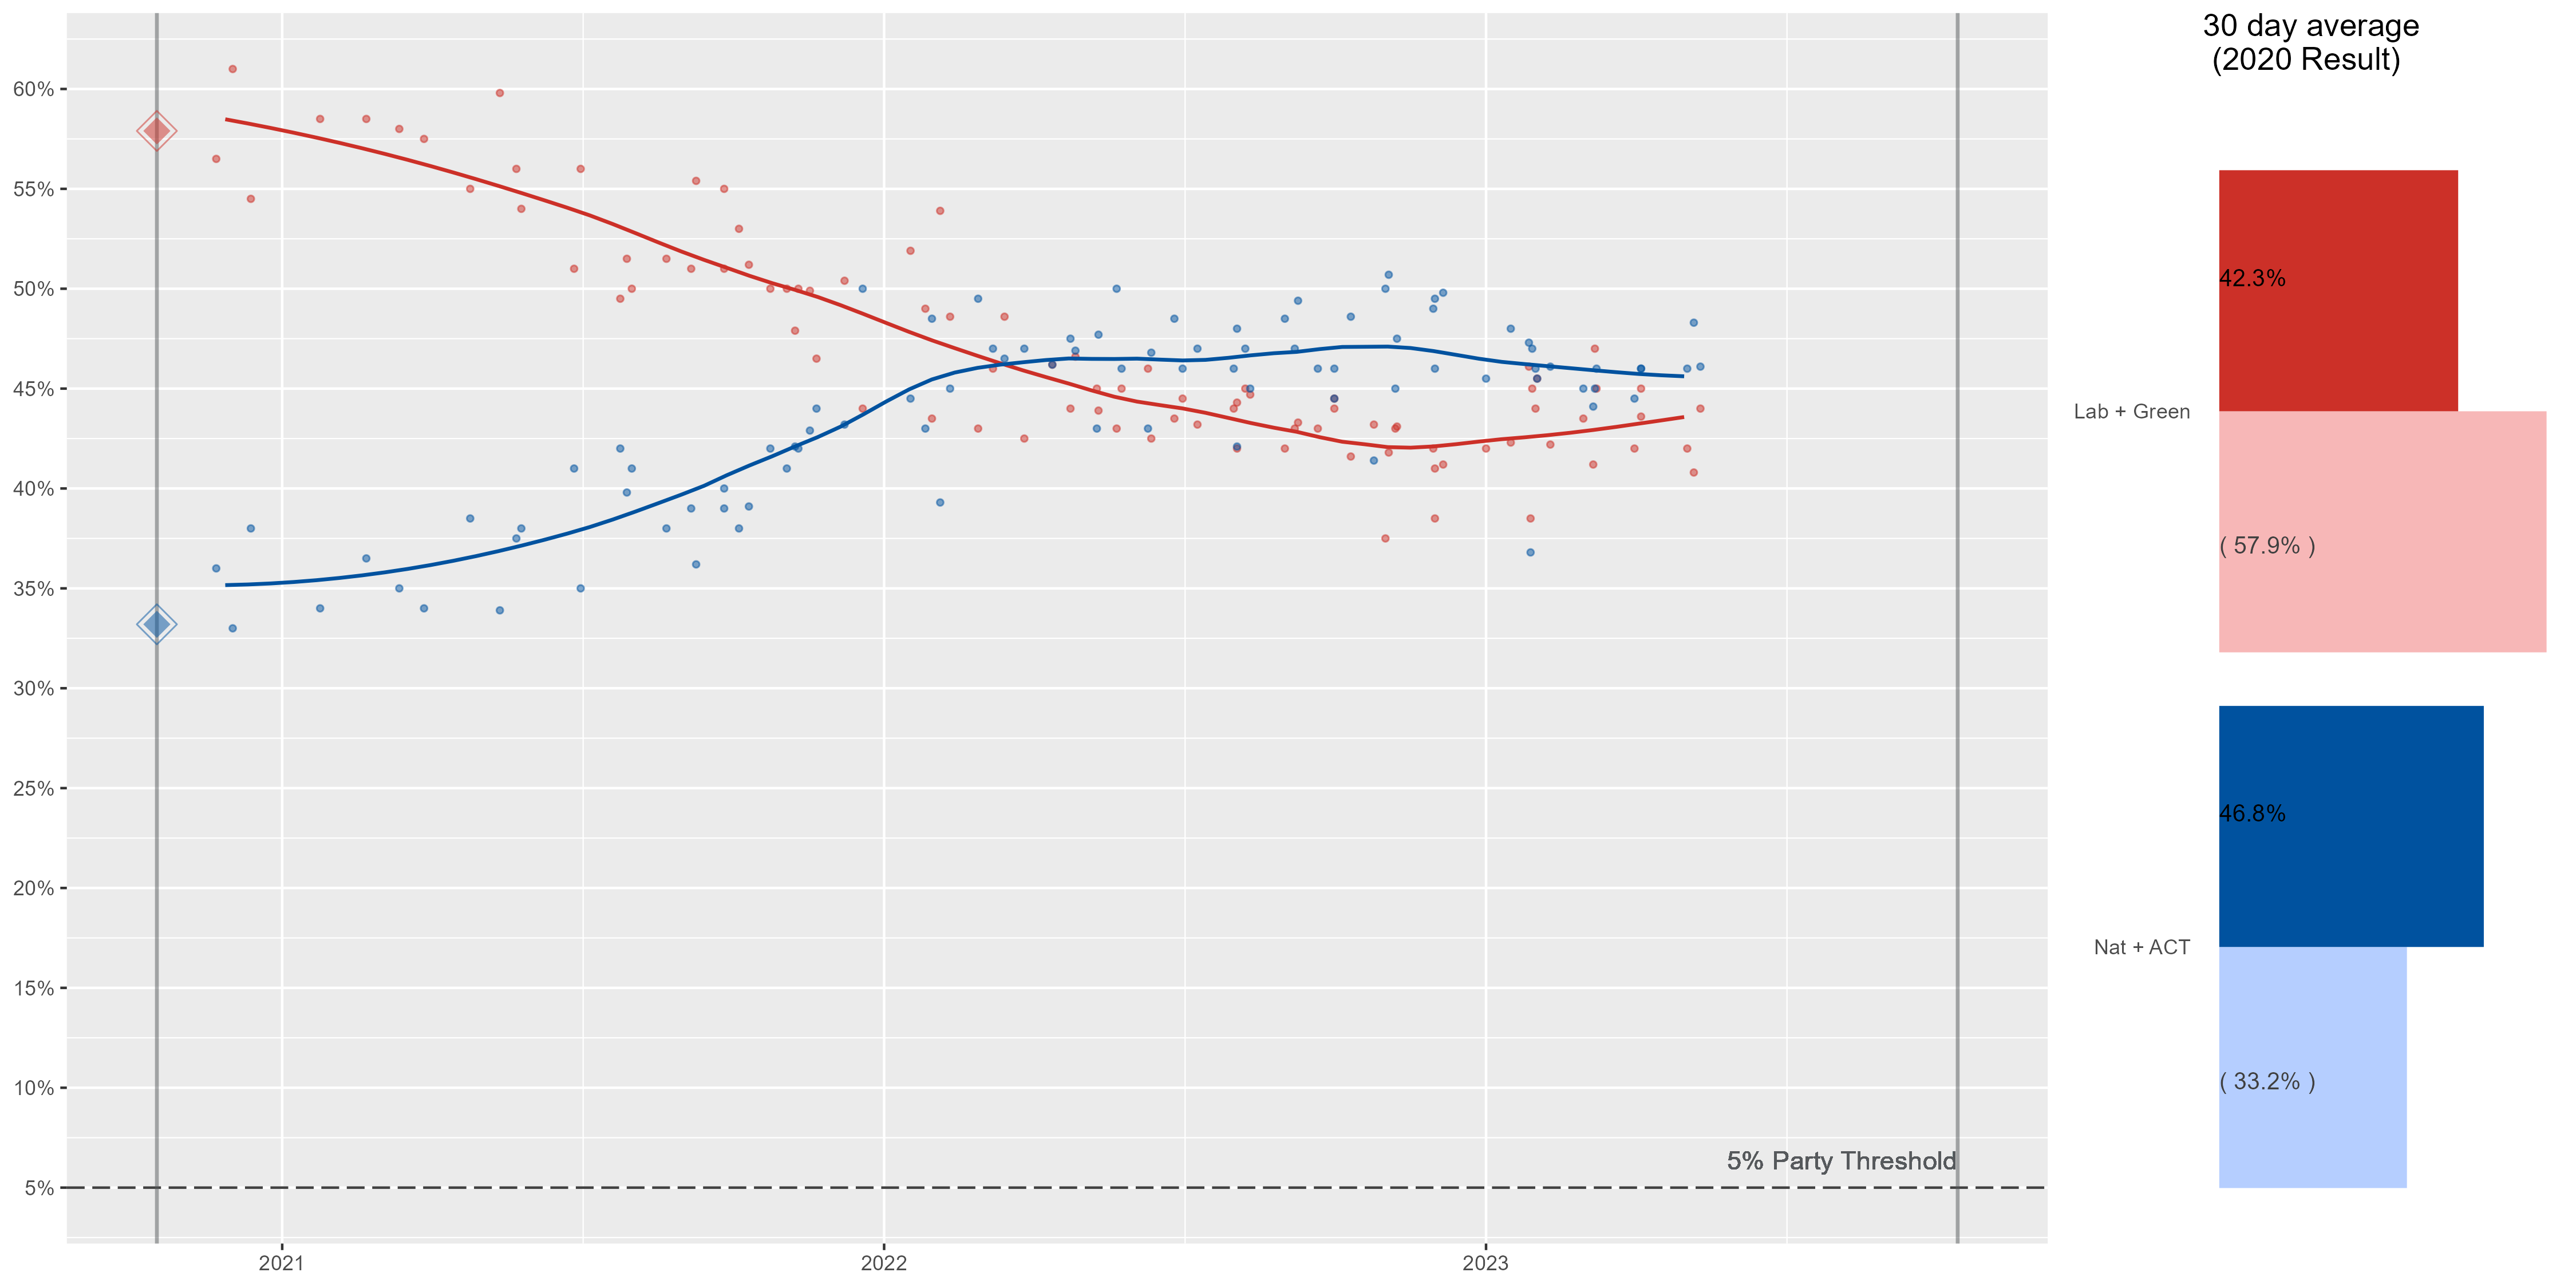 60%
55%
50%
45%
40%
35%
30%
25%
20%
15%
10%
5%
5% Party Threshold
2021
2022
2023
30 day average
(2020 Result)
Lab + Green
42.3%
( 57.9% )
Nat + ACT
46.8%
( 33.2% )